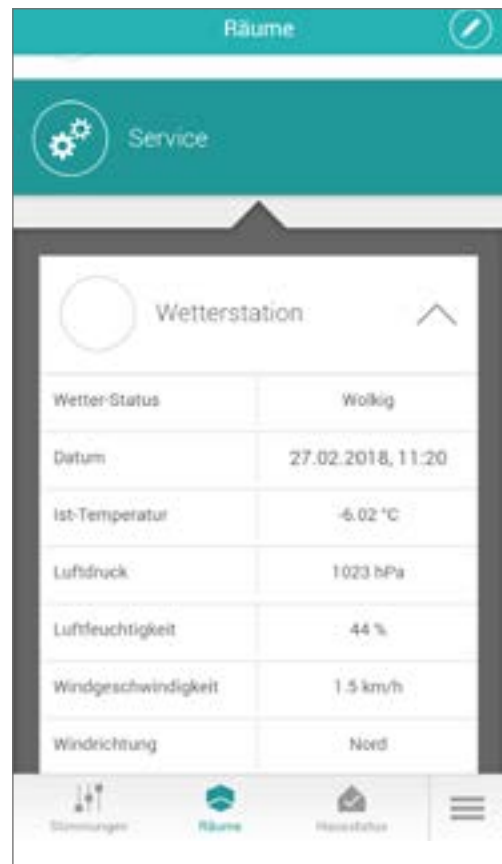 Räume
Service
Wetterstation
Wetter-Status Wolkig
Datum 27.02.2018, 11:20
Ist-Temperatur -6.02 °C
Luftdruck 1023 hPa
Luftfeuchtigkeit 44 %
Windgeschwindigkeit 1.5 km/h
Windrichtung Nord
Stimmungen Räume Hausstatus